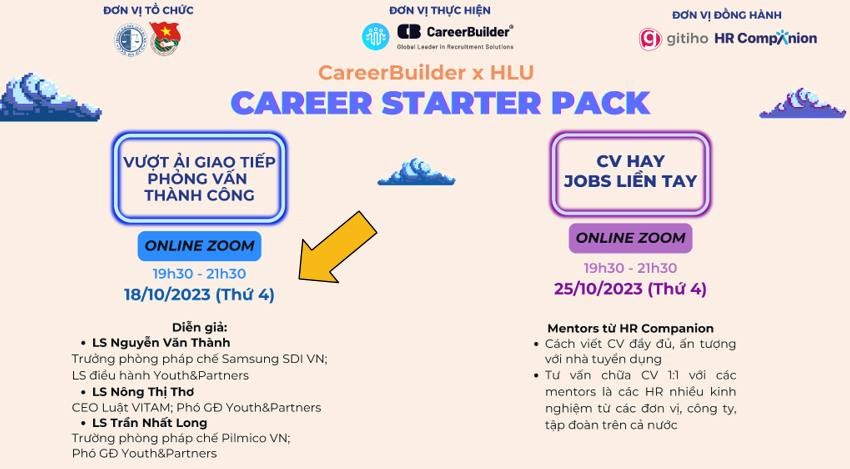 ĐƠN VỊ TỔ CHỨC
ĐƠN VỊ THỰC HIỆN
CareerBuilder®
Global Leader in Recruitment Solutions
ĐƠN VỊ ĐỒNG HÀNH
gitiho HR Companion
CareerBuilder x HLU
CAREER STARTER PACK
VƯỢT ẢI GIAO TIẾP
PHỎNG VẤN
THÀNH CÔNG
ONLINE ZOOM
19h30 - 21h30
18/10/2023 (Thứ 4)
Diễn giả:
• LS Nguyễn Văn Thành
Trưởng phòng pháp chế Samsung SDI VN;
LS điều hành Youth&Partners
• LS Nông Thị Thơ
CEO Luật VITAM; Phó GĐ Youth&Partners
• LS Trần Nhất Long
Trường phòng pháp chế Pilmico VN;
Phó GĐ Youth&Partners
CV HAY
JOBS LIỀN TAY
ONLINE ZOOM
19h30 - 21h30
25/10/2023 (Thứ 4)
Mentors từ HR Companion
• Cách viết CV đầy đủ, ấn tượng
với nhà tuyển dụng
• Tư vấn chữa CV 1:1 với các
mentors là các HR nhiều kinh
nghiệm từ các đơn vị, công ty,
tập đoàn trên cả nước